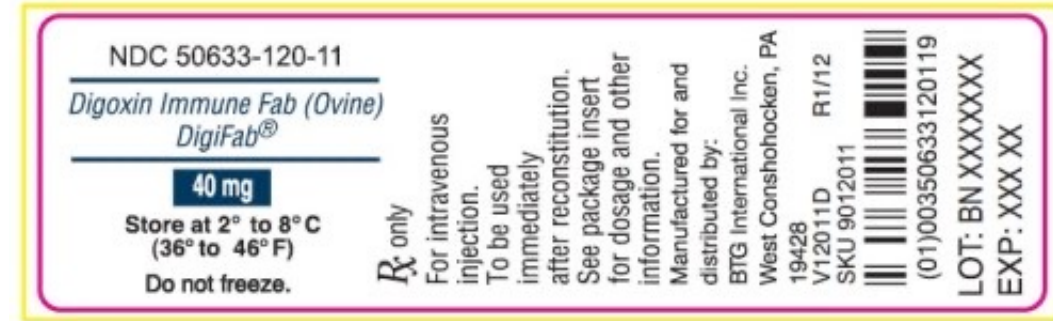 NDC 50633-120-11
Digoxin Immune Fab (Ovine)
DigiFab®
40 mg
Store at 2° to 8°C
(36° to 46°F)
Do not freeze.
℞ only
For intravenous
injection.
To be used
immediately
after reconstitution.
See package insert
for dosage and other
information.
Manufactured for and
distributed by:
BTG International Inc.
West Conshohocken, PA
19428
V12011D R1/12
SKU 9012011
(01)00350633120119
LOT: BN XXXXXXX
EXP: XXX XX